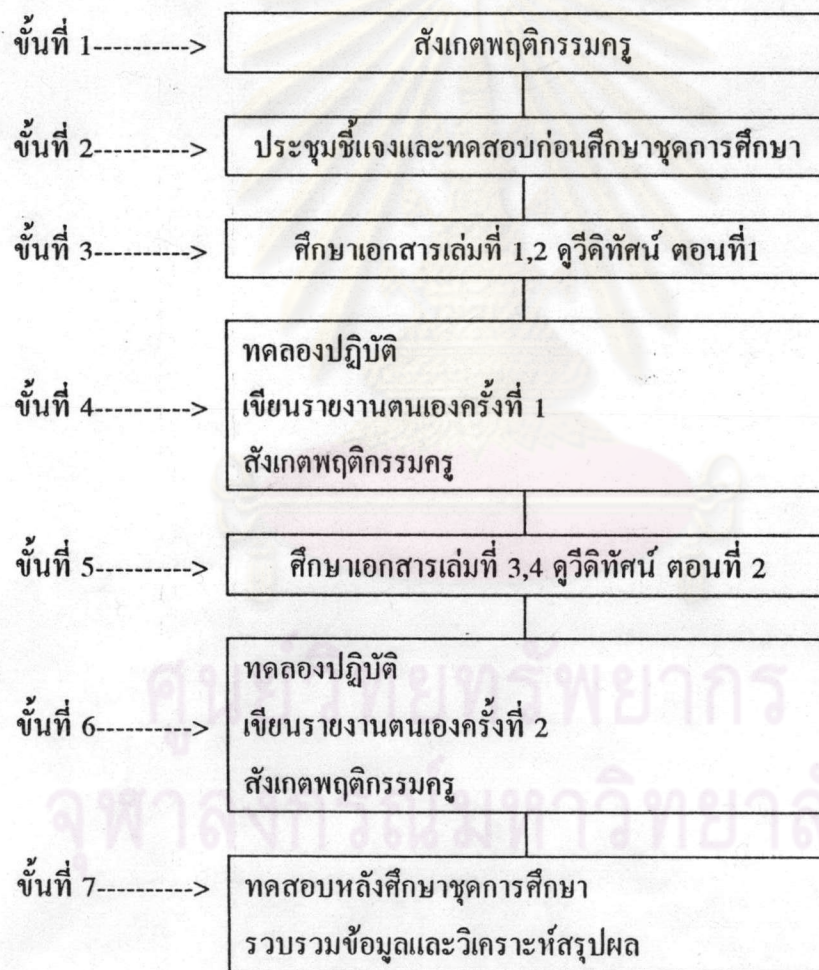 ขั้นที่ 1----------> สังเกตพฤติกรรมครู
ขั้นที่ 2----------> ประชุมชี้แจงและทดสอบก่อนศึกษาชุดการศึกษา
ขั้นที่ 3----------> ศึกษาเอกสารเล่มที่ 1,2 ดูวีดิทัศน์ ตอนที่1
ทดลองปฏิบัติ
ขั้นที่ 4----------> เขียนรายงานตนเองครั้งที่ 1
สังเกตพฤติกรรมครู
ขั้นที่ 5----------> ศึกษาเอกสารเล่มที่ 3,4 ดูวีดิทัศน์ ตอนที่ 2
ทดลองปฏิบัติ
ขั้นที่ 6----------> เขียนรายงานตนเองครั้งที่ 2
สังเกตพฤติกรรมครู
ขั้นที่ 7----------> ทดสอบหลังศึกษาชุดการศึกษา
รวบรวมข้อมูลและวิเคราะห์สรุปผล
ศูนย์วิทยทรัพยากร